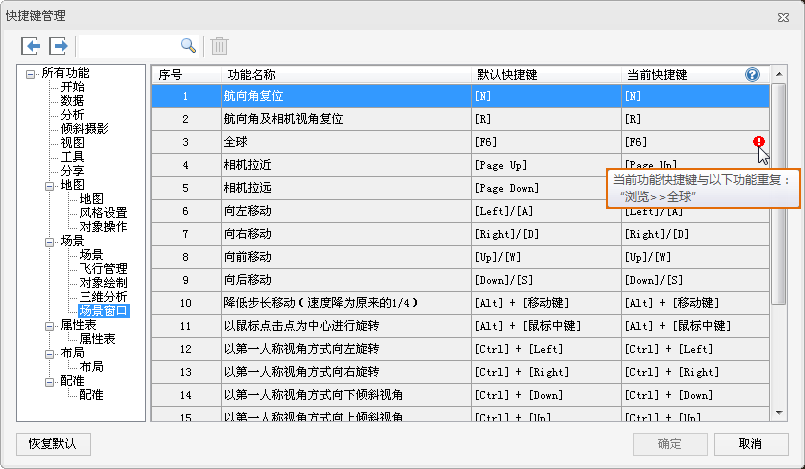 快捷键管理
所有功能
开始
数据
分析
倾斜摄影
视图
工具
分享
地图
地图
风格设置
对象操作
场景
场景
飞行管理
对象绘制
三维分析
场景窗口
属性表
属性表
布局
布局
配准
配准
序号 功能名称 默认快捷键 当前快捷键
1 航向角复位 [N] [N]
2 航向角及相机视角复位 [R] [R]
3 全球 [F6] [F6]
4 相机拉近 [Page Up] [Page Up]
5 相机拉远 [Page Down]
当前功能快捷键与以下功能重复：
“浏览>>全球”
6 向左移动 [Left]/[A] [Left]/[A]
7 向右移动 [Right]/[D] [Right]/[D]
8 向前移动 [Up]/[W] [Up]/[W]
9 向后移动 [Down]/[S] [Down]/[S]
10 降低步长移动（速度降为原来的1/4） [Alt] + [移动键] [Alt] + [移动键]
11 以鼠标点击点为中心进行旋转 [Alt] + [鼠标中键] [Alt] + [鼠标中键]
12 以第一人称视角方式向左旋转 [Ctrl] + [Left] [Ctrl] + [Left]
13 以第一人称视角方式向右旋转 [Ctrl] + [Right] [Ctrl] + [Right]
14 以第一人称视角方式向下倾斜视角 [Ctrl] + [Down] [Ctrl] + [Down]
15 以第一人称视角方式向上倾斜视角 [Ctrl] + [Up] [Ctrl] + [Up]
恢复默认 确定 取消